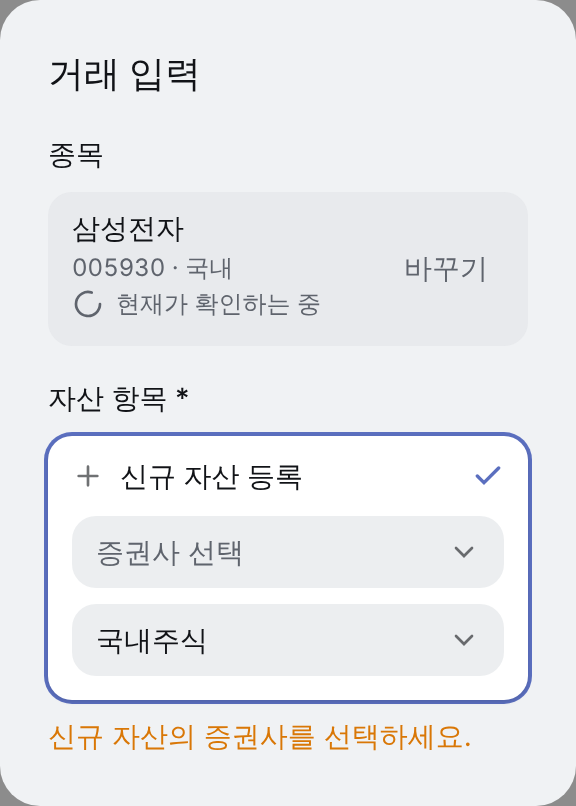 거래 입력
종목
삼성전자
005930 · 국내
바꾸기
현재가 확인하는 중
자산 항목 *
신규 자산 등록
증권사 선택
국내주식
신규 자산의 증권사를 선택하세요.